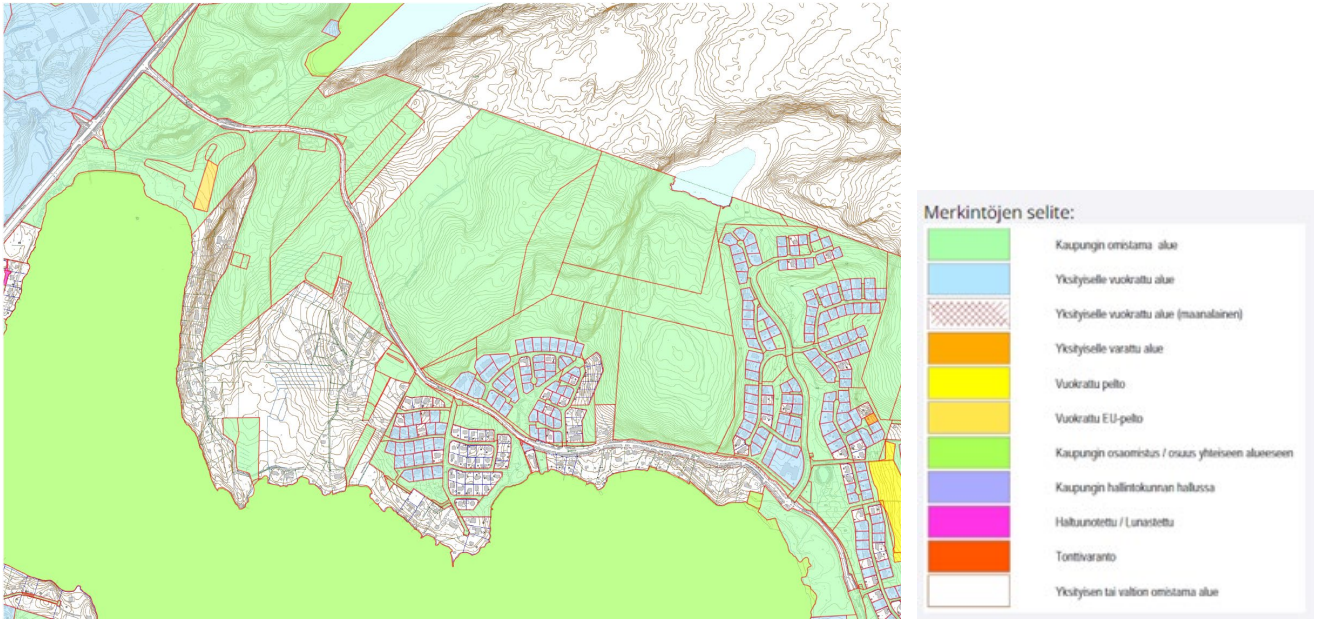 Merkintöjen selite:
Kaupungin omistama alue
Yksityiselle vuokrattu alue
Yksityiselle vuokrattu alue (maanalainen)
Yksityiselle varattu alue
Vuokrattu pelto
Vuokrattu EU-pelto
Kaupungin osaomistus / osuus yhteiseen alueeseen
Kaupungin hallintokunnan hallussa
Haltuunotettu / Lunastettu
Tonttivaranto
Yksityisen tai valtion omistama alue